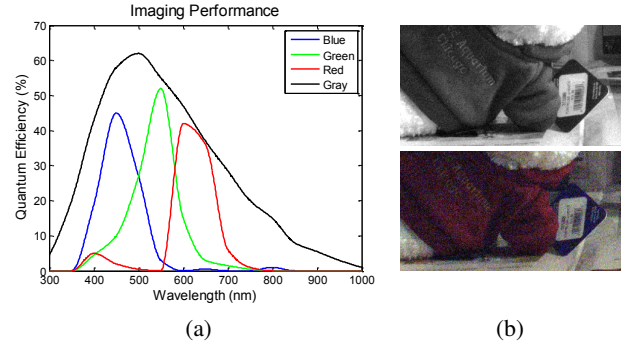 Imaging Performance
Quantum Efficiency (%)
70
60
50
40
30
20
10
0
Blue
Green
Red
Gray
300
400
500
600
700
800
900
1000
Wavelength (nm)
(a)
(b)